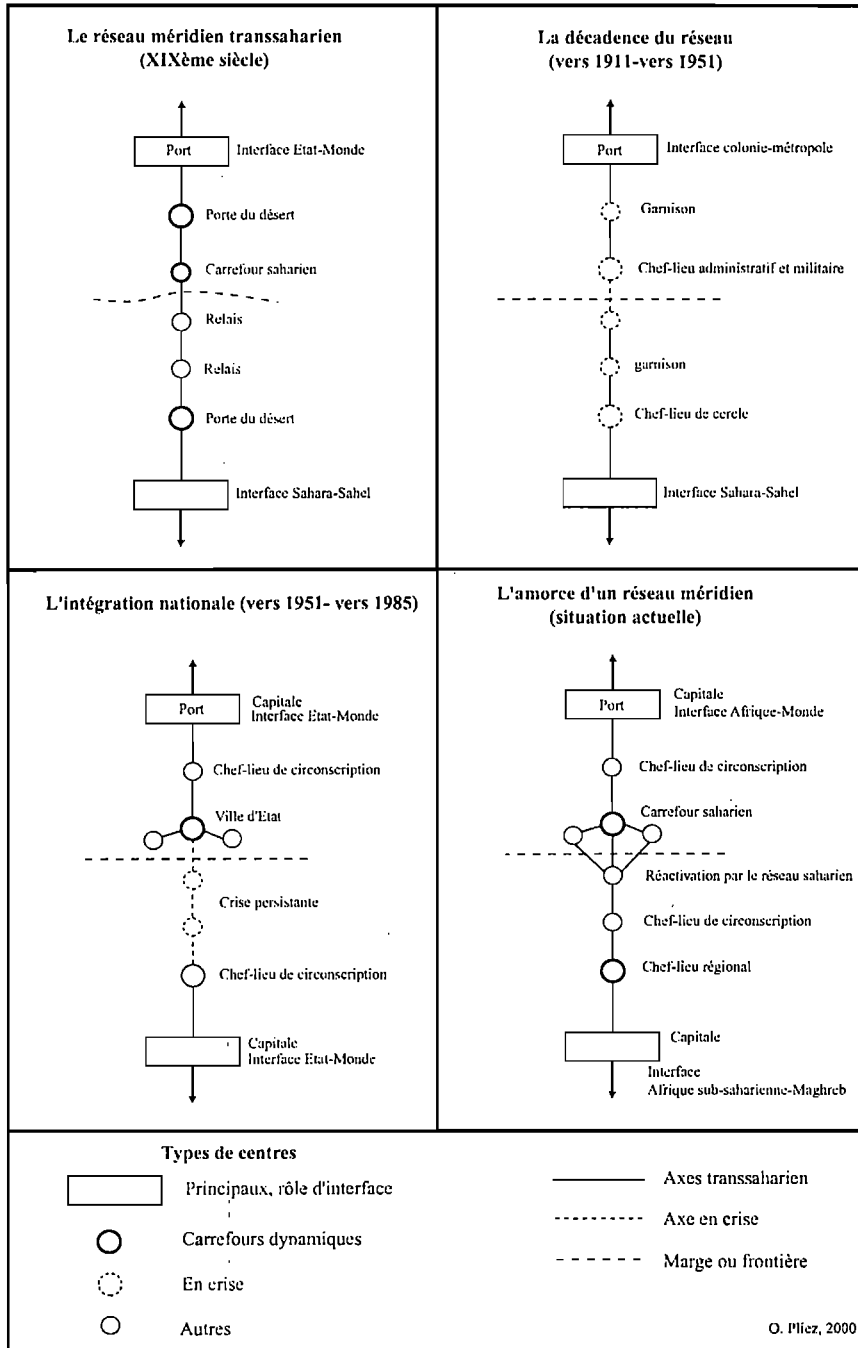 Le réseau méridien transsaharien
(XIXème siècle)
Port
Interface Etat-Monde
Porte du désert
Carrefour saharien
Relais
Relais
Porte du désert
Interface Sahara-Sahel
La décadence du réseau
(vers 1911-vers 1951)
Port
Interface colonie-métropole
Garnison
Chef-lieu administratif et militaire
garnison
Chef-lieu de cercle
Interface Sahara-Sahel
L'intégration nationale (vers 1951- vers 1985)
Port
Capitale
Interface Etat-Monde
Chef-lieu de circonscription
Ville d'Etat
Crise persistante
Chef-lieu de circonscription
Capitale
Interface Etat-Monde
L'amorce d'un réseau méridien
(situation actuelle)
Port
Capitale
Interface Afrique-Monde
Chef-lieu de circonscription
Carrefour saharien
Réactivation par le réseau saharien
Chef-lieu de circonscription
Chef-lieu régional
Capitale
Interface
Afrique sub-saharienne-Maghreb
Types de centres
Principaux, rôle d'interface
Carrefours dynamiques
En crise
Autres
Axes transsaharien
Axe en crise
Marge ou frontière
O. Pliez, 2000